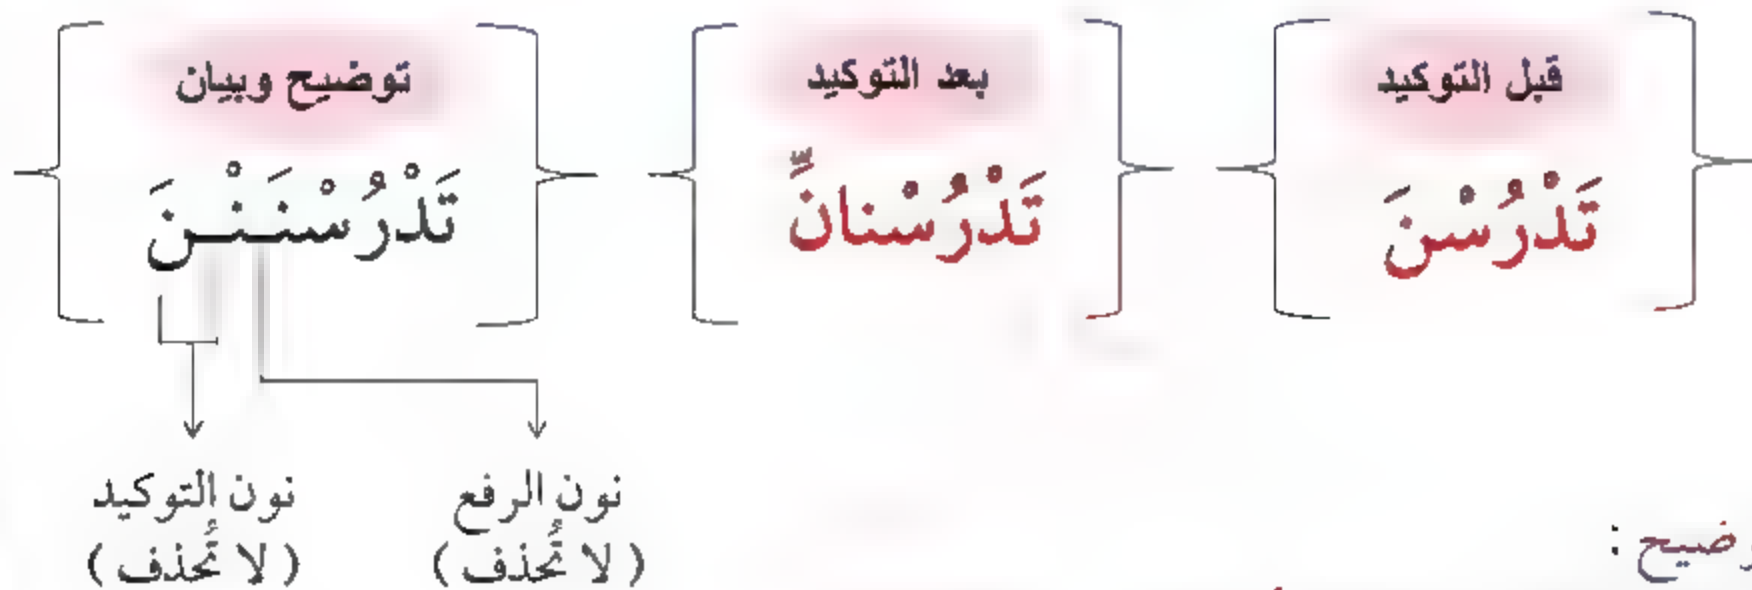 قبل التوكيد
تَدْرُسْنَ
بعد التوكيد
تَدْرُسْنانِّ
توضيح وبيان
تَدْرُسْنَـنْـنَ
نون الرفع
( لا تُحذف )
نون التوكيد
( لا تُحذف )